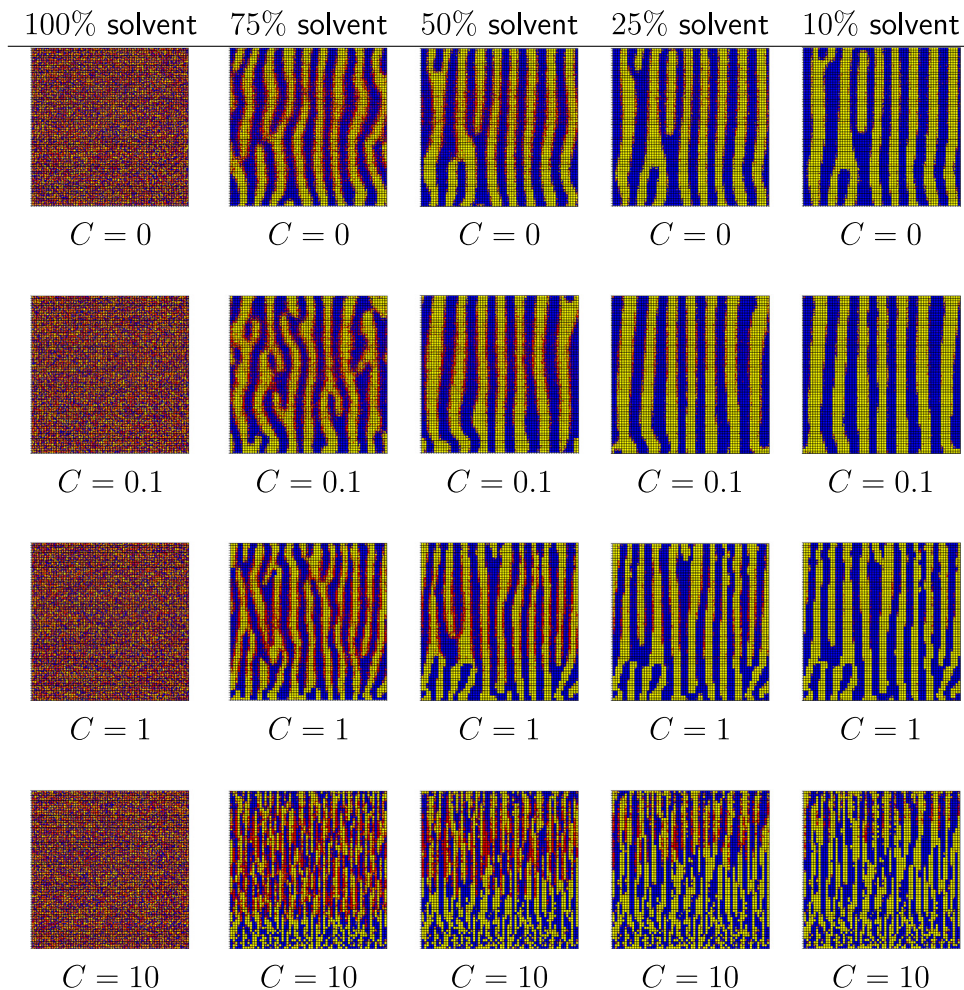 100% solvent 75% solvent 50% solvent 25% solvent 10% solvent
C = 0 C = 0 C = 0 C = 0 C = 0
C = 0.1 C = 0.1 C = 0.1 C = 0.1 C = 0.1
C = 1 C = 1 C = 1 C = 1 C = 1
C = 10 C = 10 C = 10 C = 10 C = 10